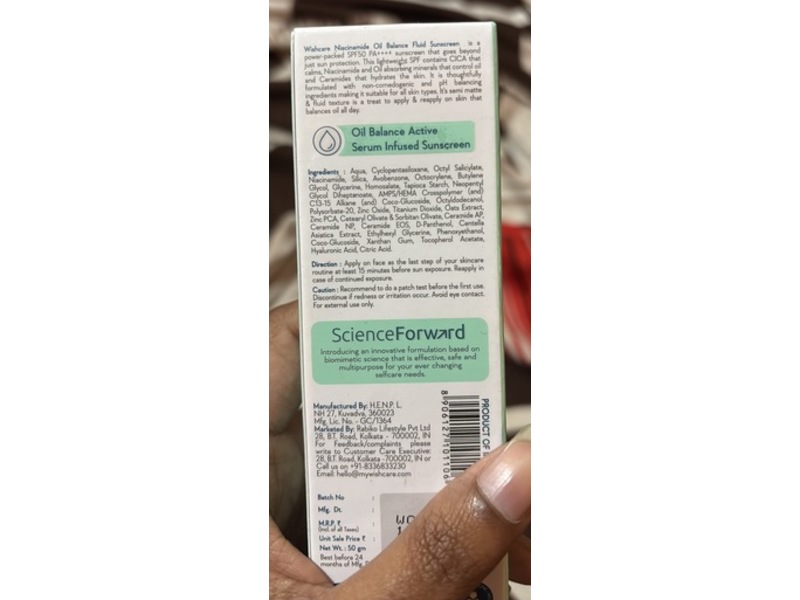 Wishcare Niacinamide Oil Balance Fluid Sunscreen is a
power-packed SPF50 PA++++ sunscreen that goes beyond
just sun protection. This lightweight SPF contains CICA that
calms, Niacinamide and Oil absorbing minerals that control oil
and Ceramides that hydrates the skin. It is thoughtfully
formulated with non-comedogenic and pH balancing
ingredients making it suitable for all skin types. It's semi matte
& fluid texture is a treat to apply & reapply on skin that
balances oil all day.
Oil Balance Active
Serum Infused Sunscreen
Ingredients : Aqua, Cyclopentasiloxane, Octyl Salicylate,
Niacinamide, Silica, Avobenzone, Octocrylene, Butylene
Glycol, Glycerine, Homosalate, Tapioca Starch, Neopentyl
Glycol Diheptanoate, AMPS/HEMA Crosspolymer (and)
C13-15 Alkane (and) Coco-Glucoside, Octyldodecanol,
Polysorbate-20, Zinc Oxide, Titanium Dioxide, Oats Extract,
Zinc PCA, Cetearyl Olivate & Sorbitan Olivate, Ceramide AP,
Ceramide NP, Ceramide EOS, D-Panthenol, Centella
Asiatica Extract, Ethylhexyl Glycerine, Phenoxyethanol,
Coco-Glucoside, Xanthan Gum, Tocopherol Acetate,
Hyaluronic Acid, Citric Acid.
Direction : Apply on face as the last step of your skincare
routine at least 15 minutes before sun exposure. Reapply in
case of continued exposure.
Caution : Recommend to do a patch test before the first use.
Discontinue if redness or irritation occur. Avoid eye contact.
For external use only.
ScienceForward
Introducing an innovative formulation based on
biomimetic science that is effective, safe and
multipurpose for your ever changing
selfcare needs.
Manufactured By: H.E.N.P. L.
NH 27, Kuvadva, 360023
Mfg. Lic. No. - GC/1364
Marketed By: Rabiko Lifestyle Pvt Ltd
28, B.T. Road, Kolkata - 700002, IN
For Feedback/complaints please
write to Customer Care Executive:
28, B.T. Road, Kolkata -700002, IN or
Call us on +91-8336833230
Email: hello@mywishcare.com
8906127101106
PRODUCT OF
Batch No :
Mfg. Dt. :
M.R.P. ₹ :
(Incl. of all Taxes)
Unit Sale Price ₹ :
Net Wt. : 50 gm
Best before 24
months of Mfg.